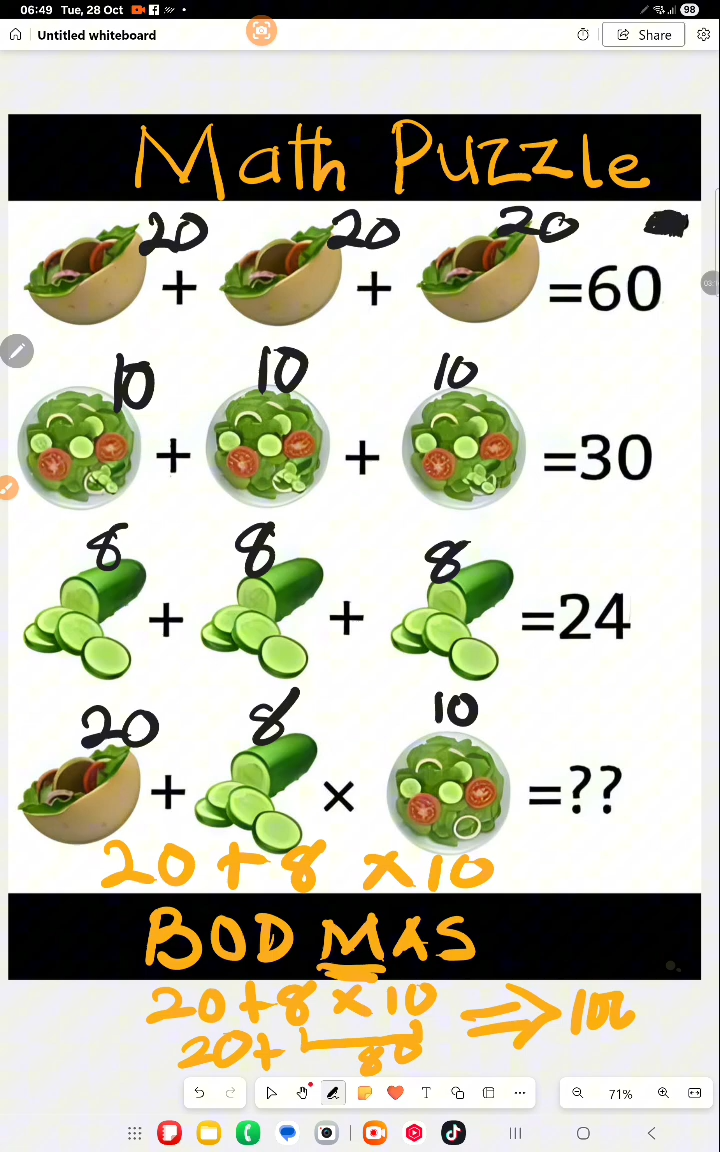 06:49 Tue, 28 Oct 98
Untitled whiteboard Share
Math Puzzle
20 20 20
+ + =60
10 10 10
+ + =30
8 8 8
+ + =24
20 8 10
+ × =??
20 + 8 × 10
BODMAS
20 + 8 × 10 ⇒
20 + 80
T 71%